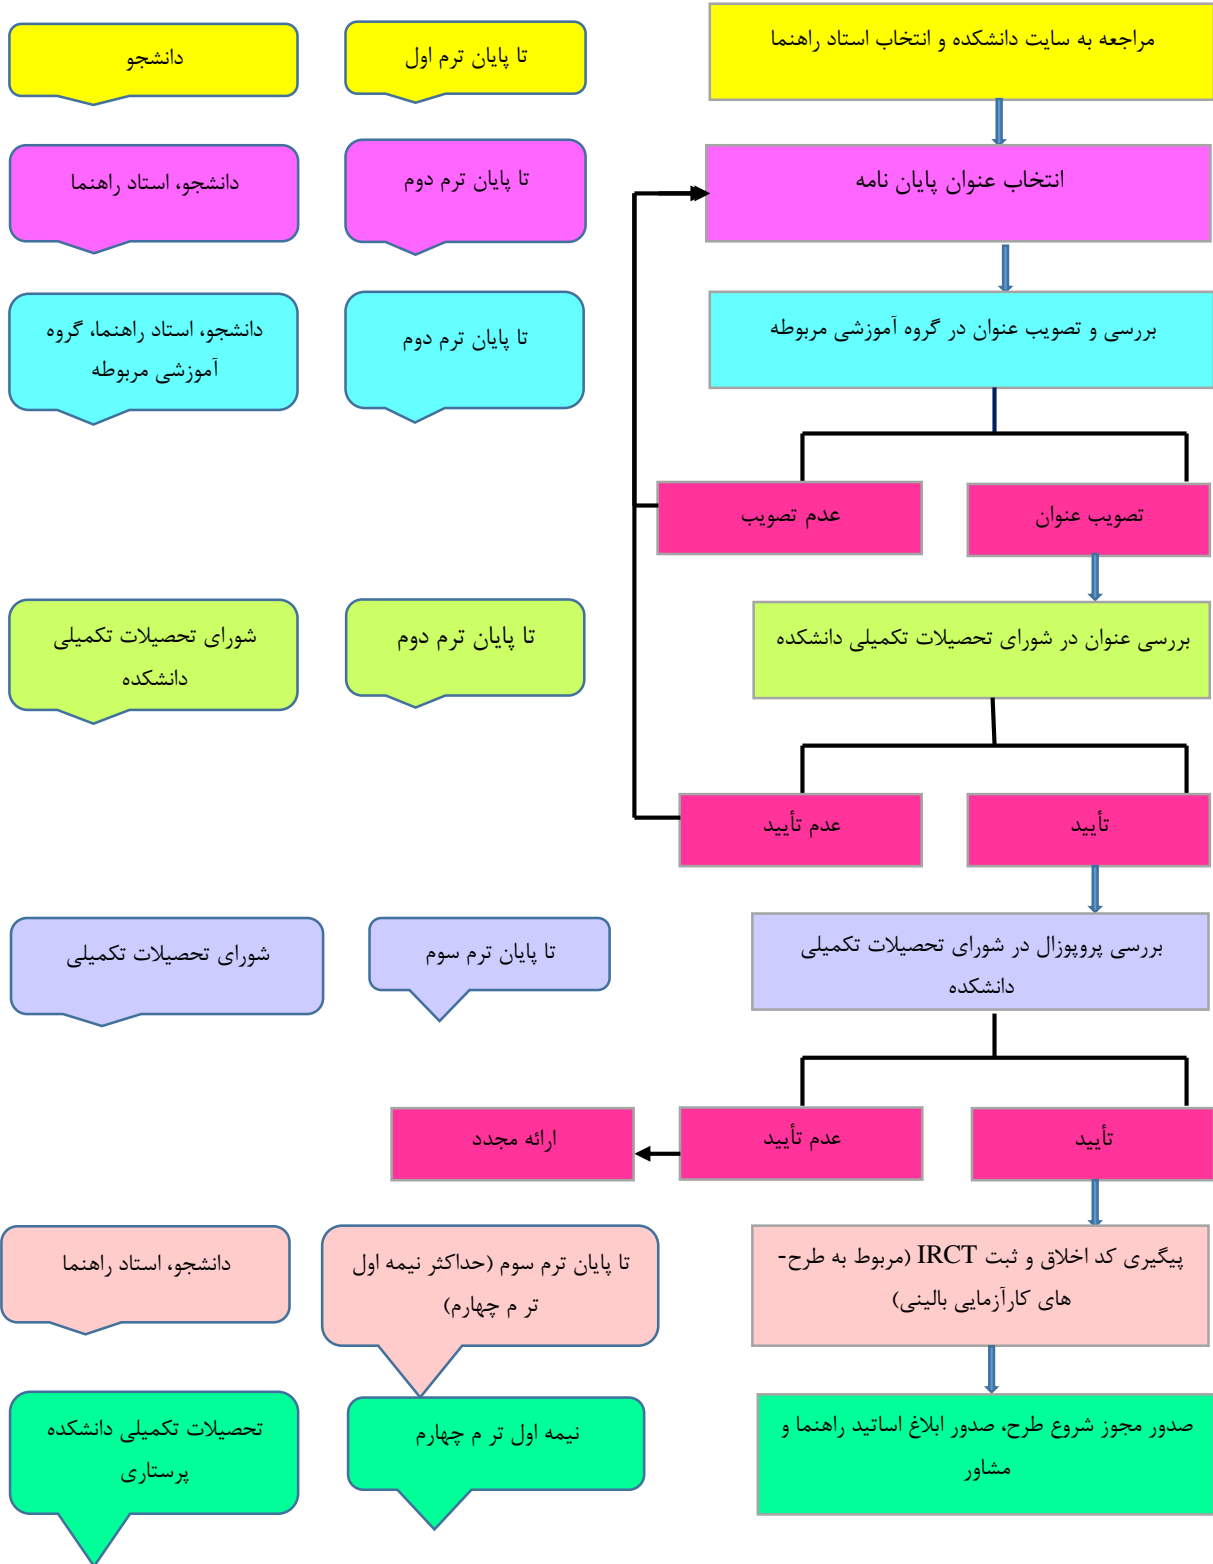 مراجعه به سایت دانشکده و انتخاب استاد راهنما
تا پایان ترم اول
دانشجو
انتخاب عنوان پایان نامه
تا پایان ترم دوم
دانشجو، استاد راهنما
بررسی و تصویب عنوان در گروه آموزشی مربوطه
تا پایان ترم دوم
دانشجو، استاد راهنما، گروه
آموزشی مربوطه
تصویب عنوان
عدم تصویب
بررسی عنوان در شورای تحصیلات تکمیلی دانشکده
تا پایان ترم دوم
شورای تحصیلات تکمیلی
دانشکده
تأیید
عدم تأیید
بررسی پروپوزال در شورای تحصیلات تکمیلی
دانشکده
تا پایان ترم سوم
شورای تحصیلات تکمیلی
تأیید
عدم تأیید
ارائه مجدد
پیگیری کد اخلاق و ثبت IRCT (مربوط به طرح-
های کارآزمایی بالینی)
تا پایان ترم سوم (حداکثر نیمه اول
تر م چهارم)
دانشجو، استاد راهنما
صدور مجوز شروع طرح، صدور ابلاغ اساتید راهنما و
مشاور
نیمه اول تر م چهارم
تحصیلات تکمیلی دانشکده
پرستاری